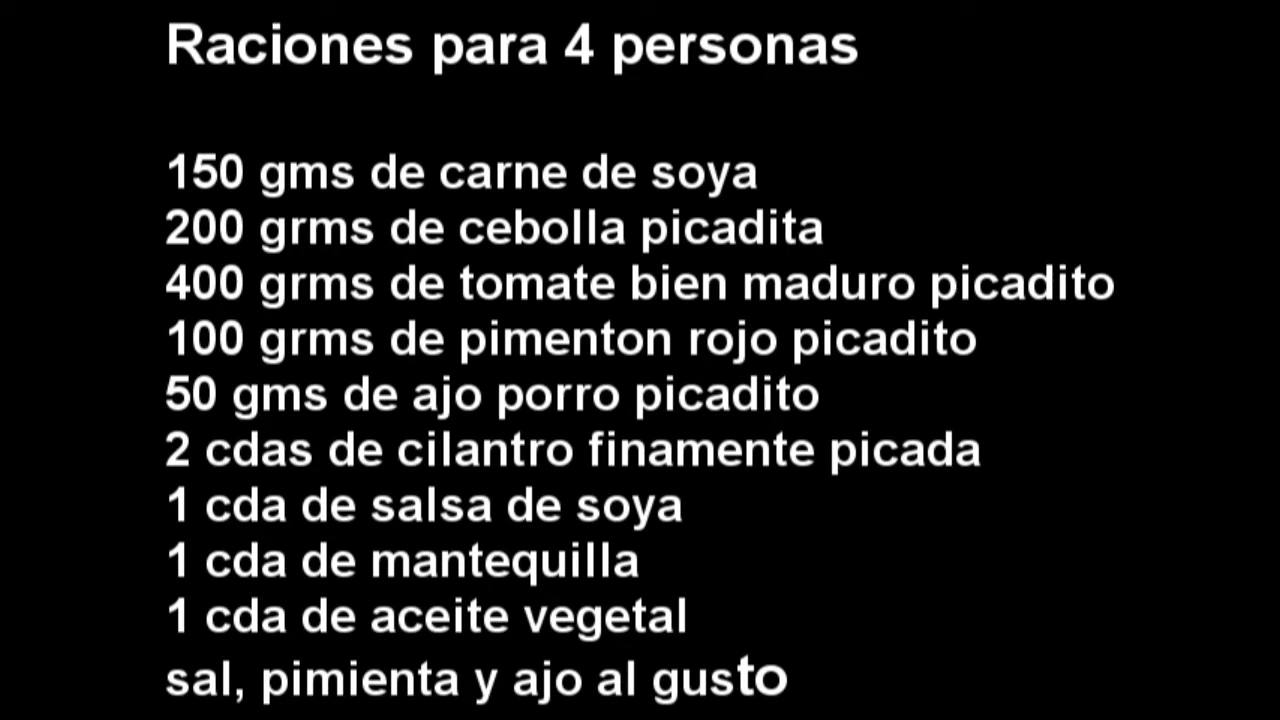 Raciones para 4 personas
150 gms de carne de soya
200 grms de cebolla picadita
400 grms de tomate bien maduro picadito
100 grms de pimenton rojo picadito
50 gms de ajo porro picadito
2 cdas de cilantro finamente picada
1 cda de salsa de soya
1 cda de mantequilla
1 cda de aceite vegetal
sal, pimienta y ajo al gusto